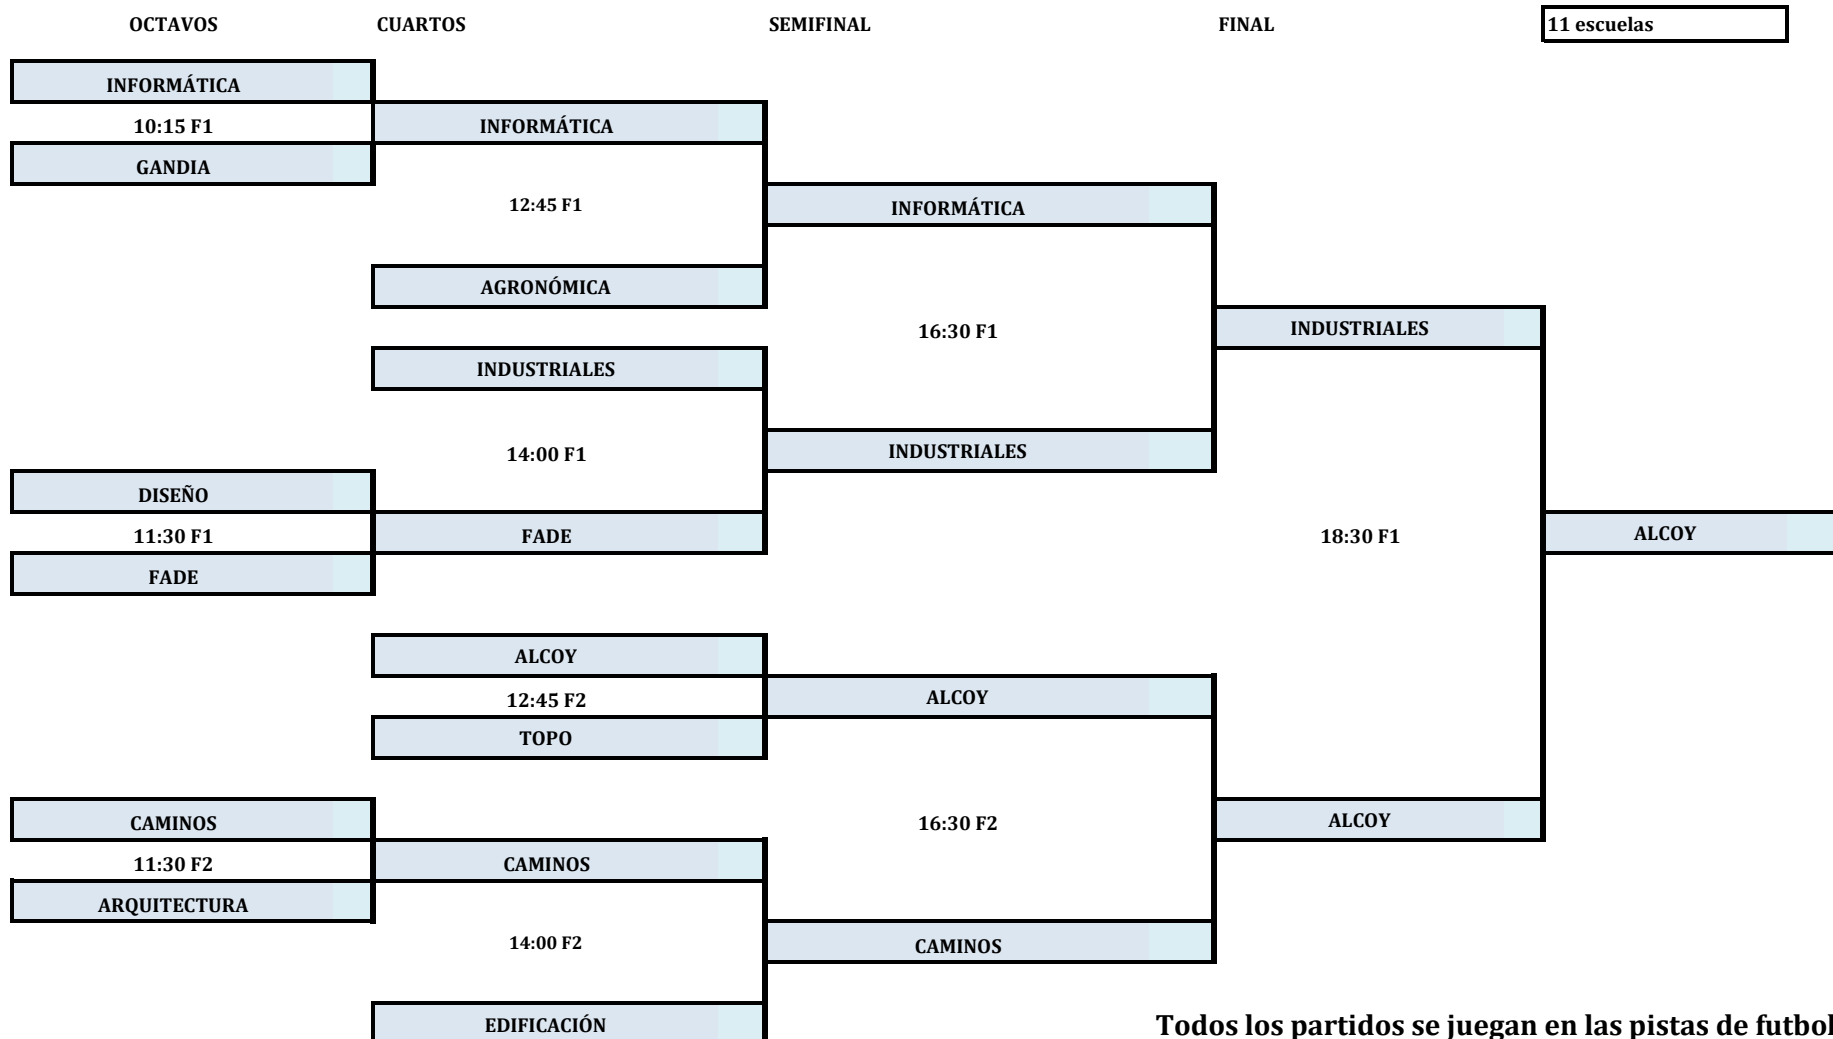 OCTAVOS CUARTOS SEMIFINAL FINAL 11 escuelas
INFORMÁTICA
10:15 F1 INFORMÁTICA
GANDIA
12:45 F1 INFORMÁTICA
AGRONÓMICA
16:30 F1 INDUSTRIALES
INDUSTRIALES
14:00 F1 INDUSTRIALES
DISEÑO
11:30 F1 FADE 18:30 F1 ALCOY
FADE
ALCOY
12:45 F2 ALCOY
TOPO
CAMINOS 16:30 F2 ALCOY
11:30 F2 CAMINOS
ARQUITECTURA
14:00 F2 CAMINOS
EDIFICACIÓN
Todos los partidos se juegan en las pistas de futbol